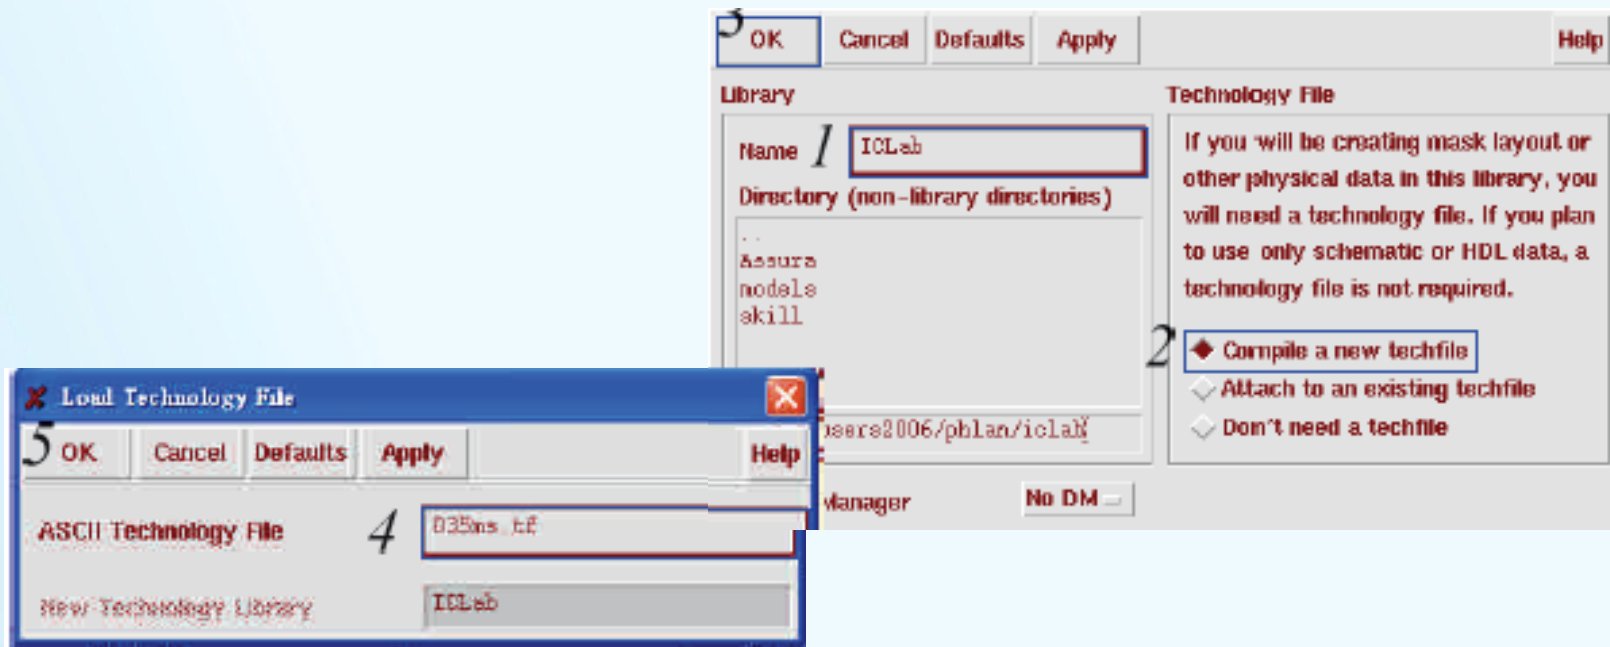 3 OK Cancel Defaults Apply Help
Library
Name 1 ICLab
Directory (non-library directories)
..
Assura
models
skill
users2006/phlan/iclab
Manager No DM
Technology File
If you will be creating mask layout or
other physical data in this library, you
will need a technology file. If you plan
to use only schematic or HDL data, a
technology file is not required.
2 Compile a new techfile
Attach to an existing techfile
Don't need a techfile
Load Technology File
5 OK Cancel Defaults Apply Help
ASCII Technology File 4 035ms.tf
New Technology Library ICLab